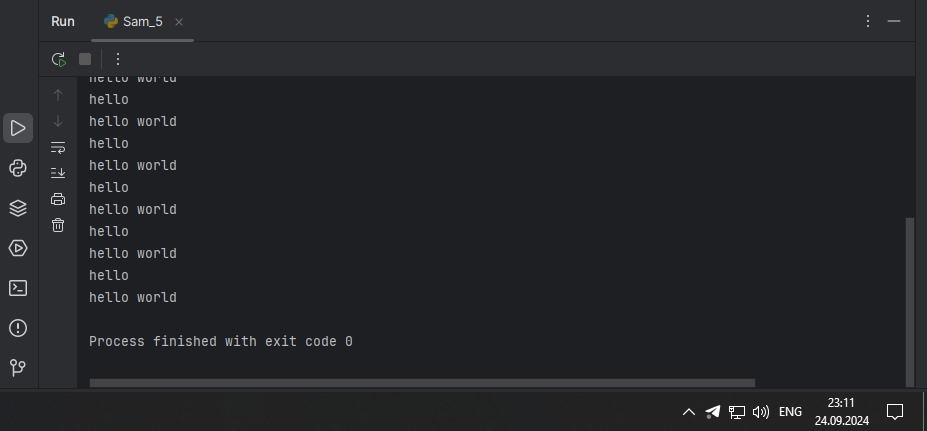 Run
Sam_5
hello world
hello
hello world
hello
hello world
hello
hello world
hello
hello world
hello
hello world
Process finished with exit code 0
ENG
23:11
24.09.2024